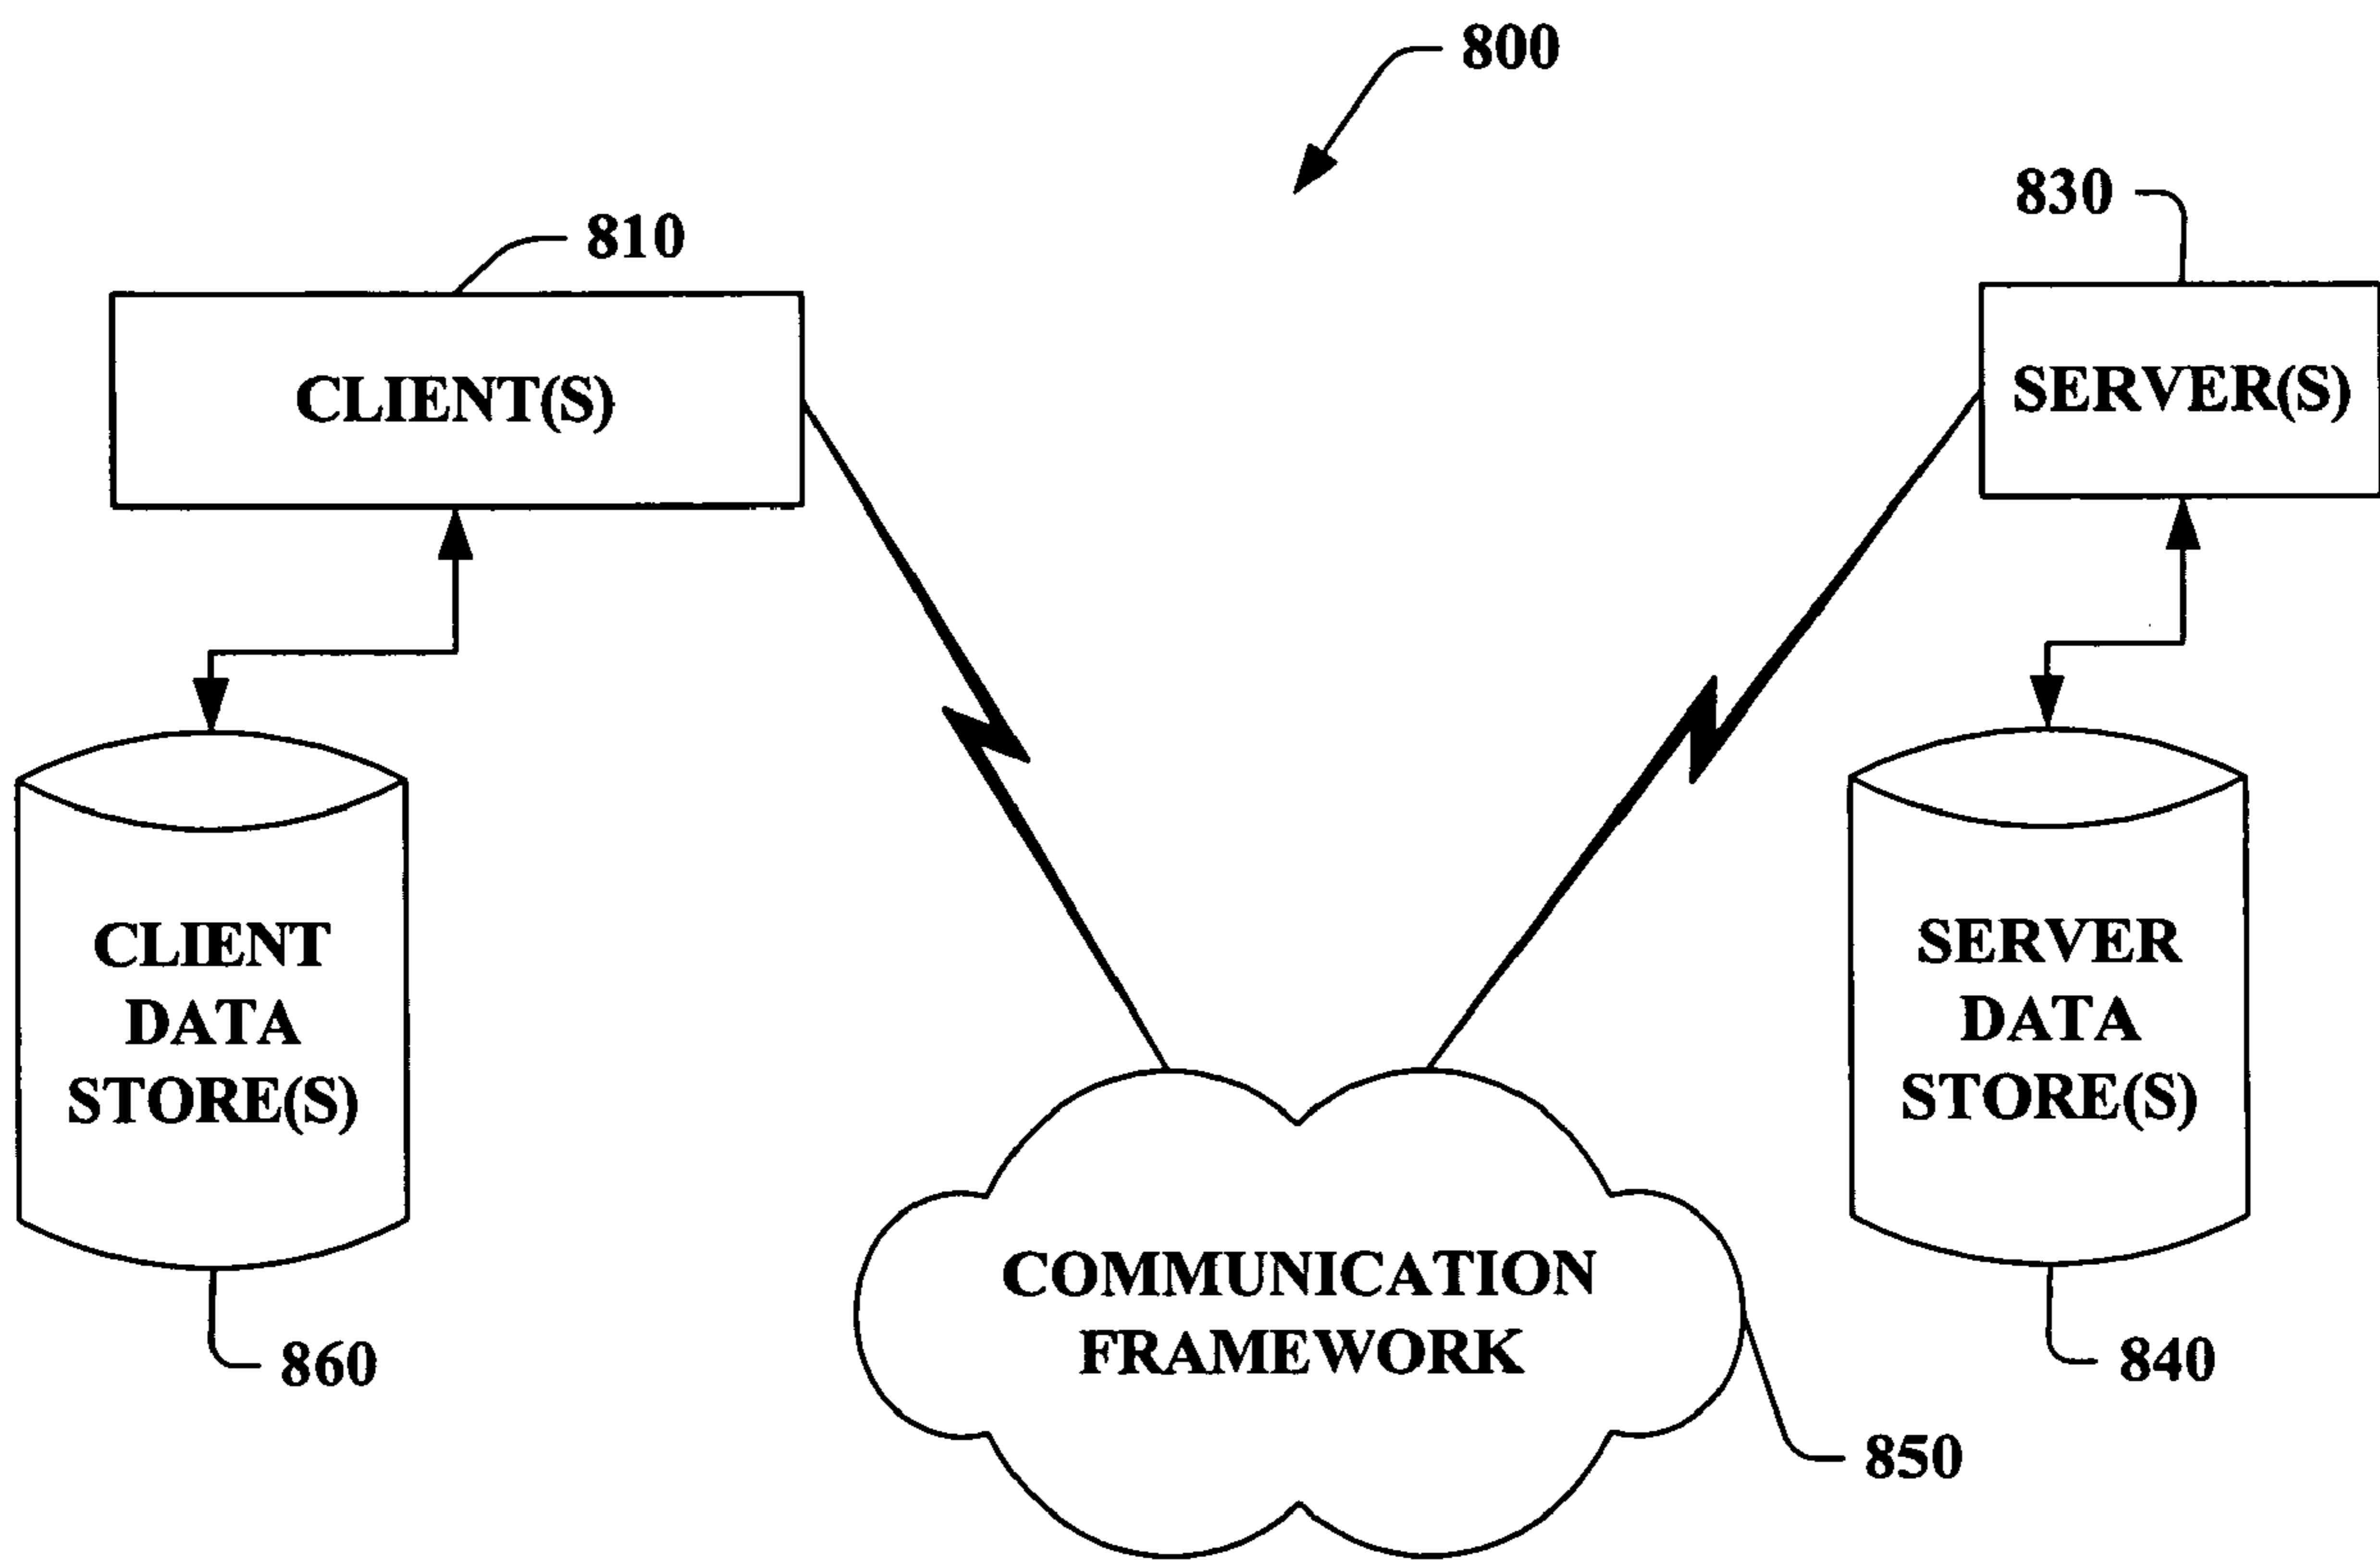 800
830
810
CLIENT(S)
SERVER(S)
CLIENT
DATA
STORE(S)
SERVER
DATA
STORE(S)
COMMUNICATION
FRAMEWORK
860
840
850